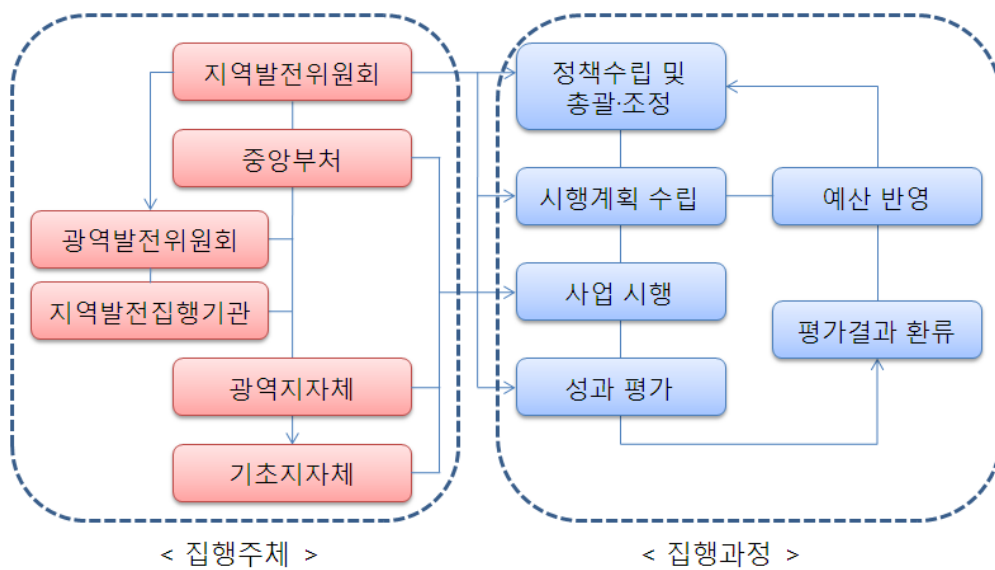 지역발전위원회
중앙부처
광역발전위원회
지역발전집행기관
광역지자체
기초지자체
< 집행주체 >
정책수립 및
총괄·조정
시행계획 수립
예산 반영
사업 시행
평가결과 환류
성과 평가
< 집행과정 >